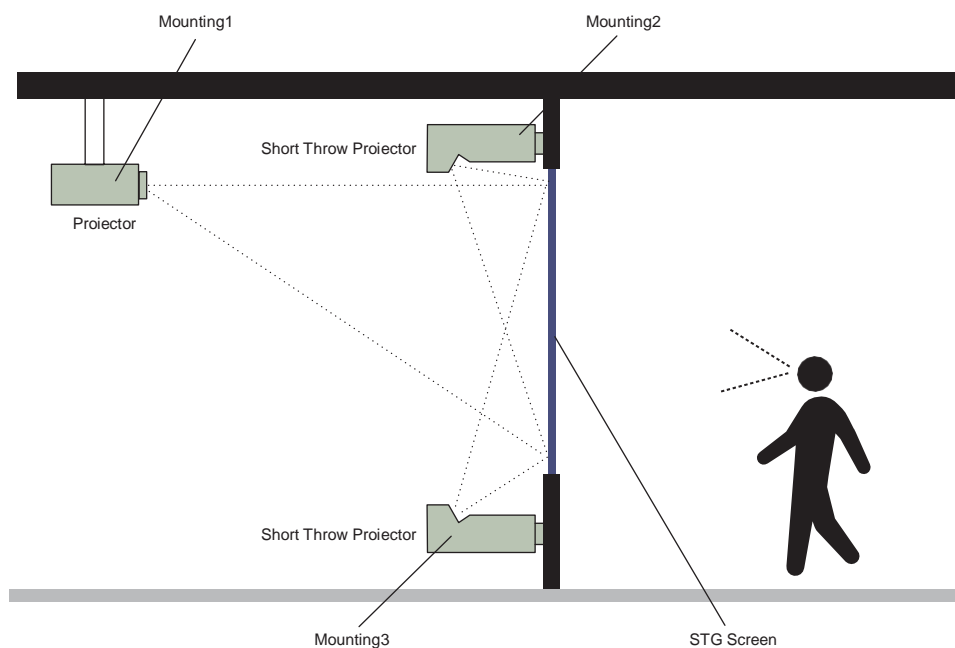 Mounting1
Mounting2
Short Throw Proiector
Proiector
Short Throw Proiector
Mounting3
STG Screen